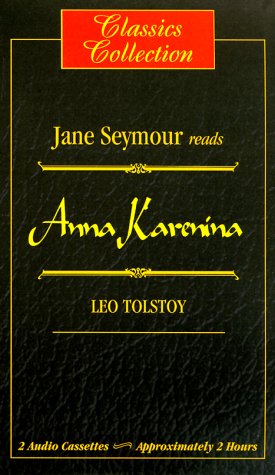 Classics
Collection
Jane Seymour reads
Anna Karenina
LEO TOLSTOY
2 Audio Cassettes Approximately 2 Hours